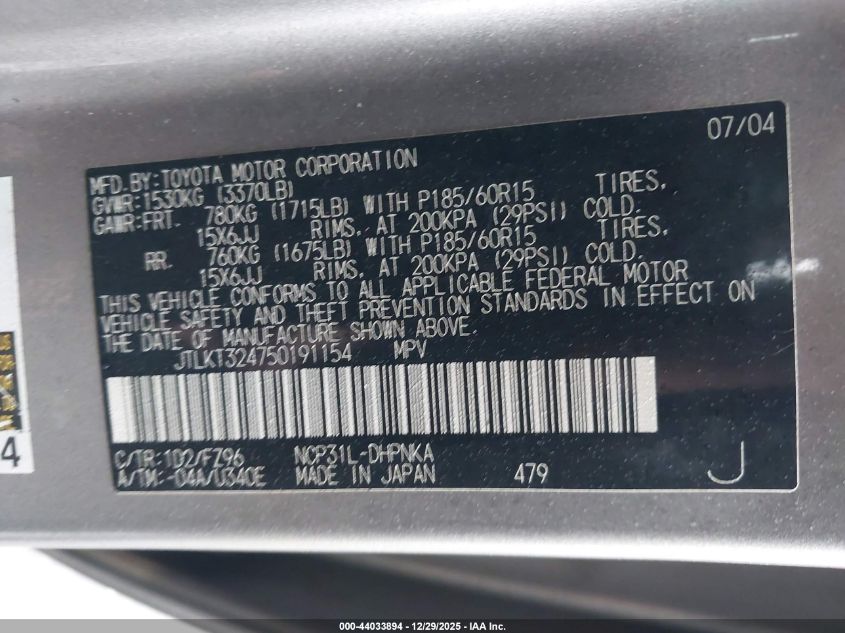 07/04
MFD.BY:TOYOTA MOTOR CORPORATION
GVWR:1530KG (3370LB)
GAWR:FRT. 780KG (1715LB) WITH P185/60R15 TIRES,
15X6JJ RIMS, AT 200KPA (29PSI) COLD.
RR. 760KG (1675LB) WITH P185/60R15 TIRES,
15X6JJ RIMS, AT 200KPA (29PSI) COLD.
THIS VEHICLE CONFORMS TO ALL APPLICABLE FEDERAL MOTOR
VEHICLE SAFETY AND THEFT PREVENTION STANDARDS IN EFFECT ON
THE DATE OF MANUFACTURE SHOWN ABOVE.
JTLKT324750191154 MPV
C/TR:1D2/FZ96 NCP31L-DHPNKA
A/TM:-04A/U340E MADE IN JAPAN 479
J
4
000-44033894 - 12/29/2025 - IAA Inc.